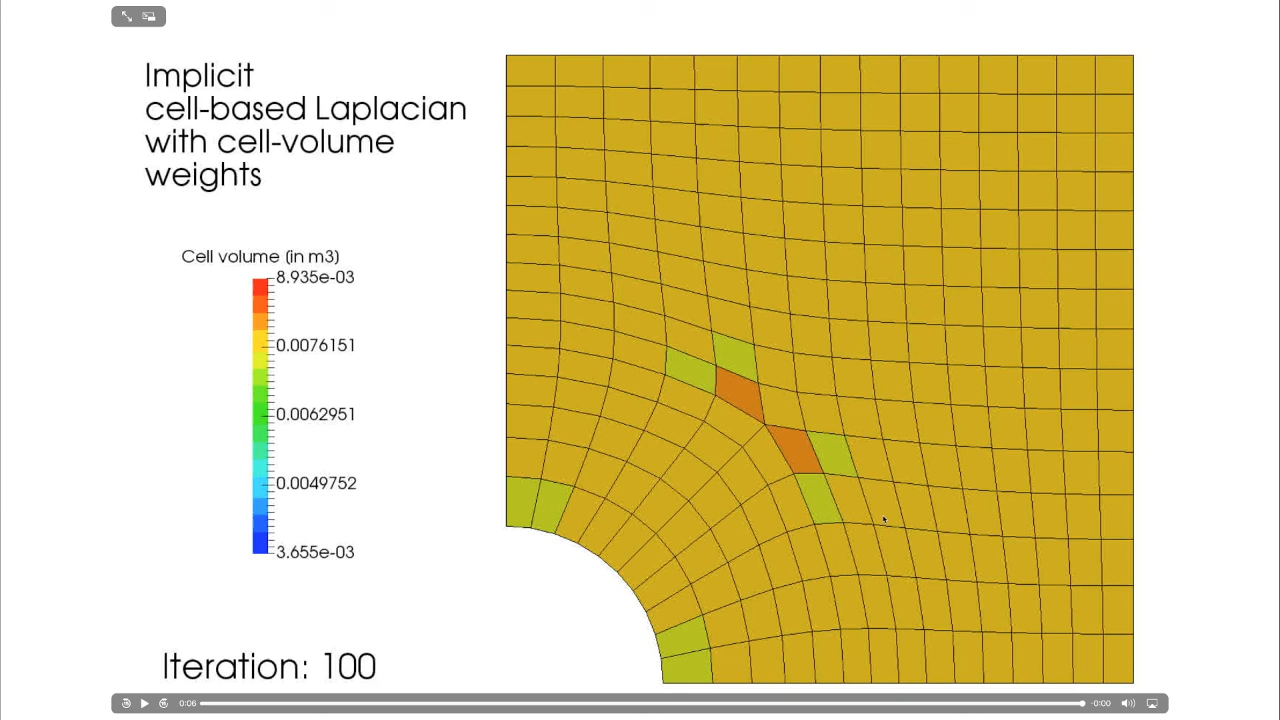 Implicit
cell-based Laplacian
with cell-volume
weights
Cell volume (in m3)
8.935e-03
0.0076151
0.0062951
0.0049752
3.655e-03
Iteration: 100
0:06
-0:00